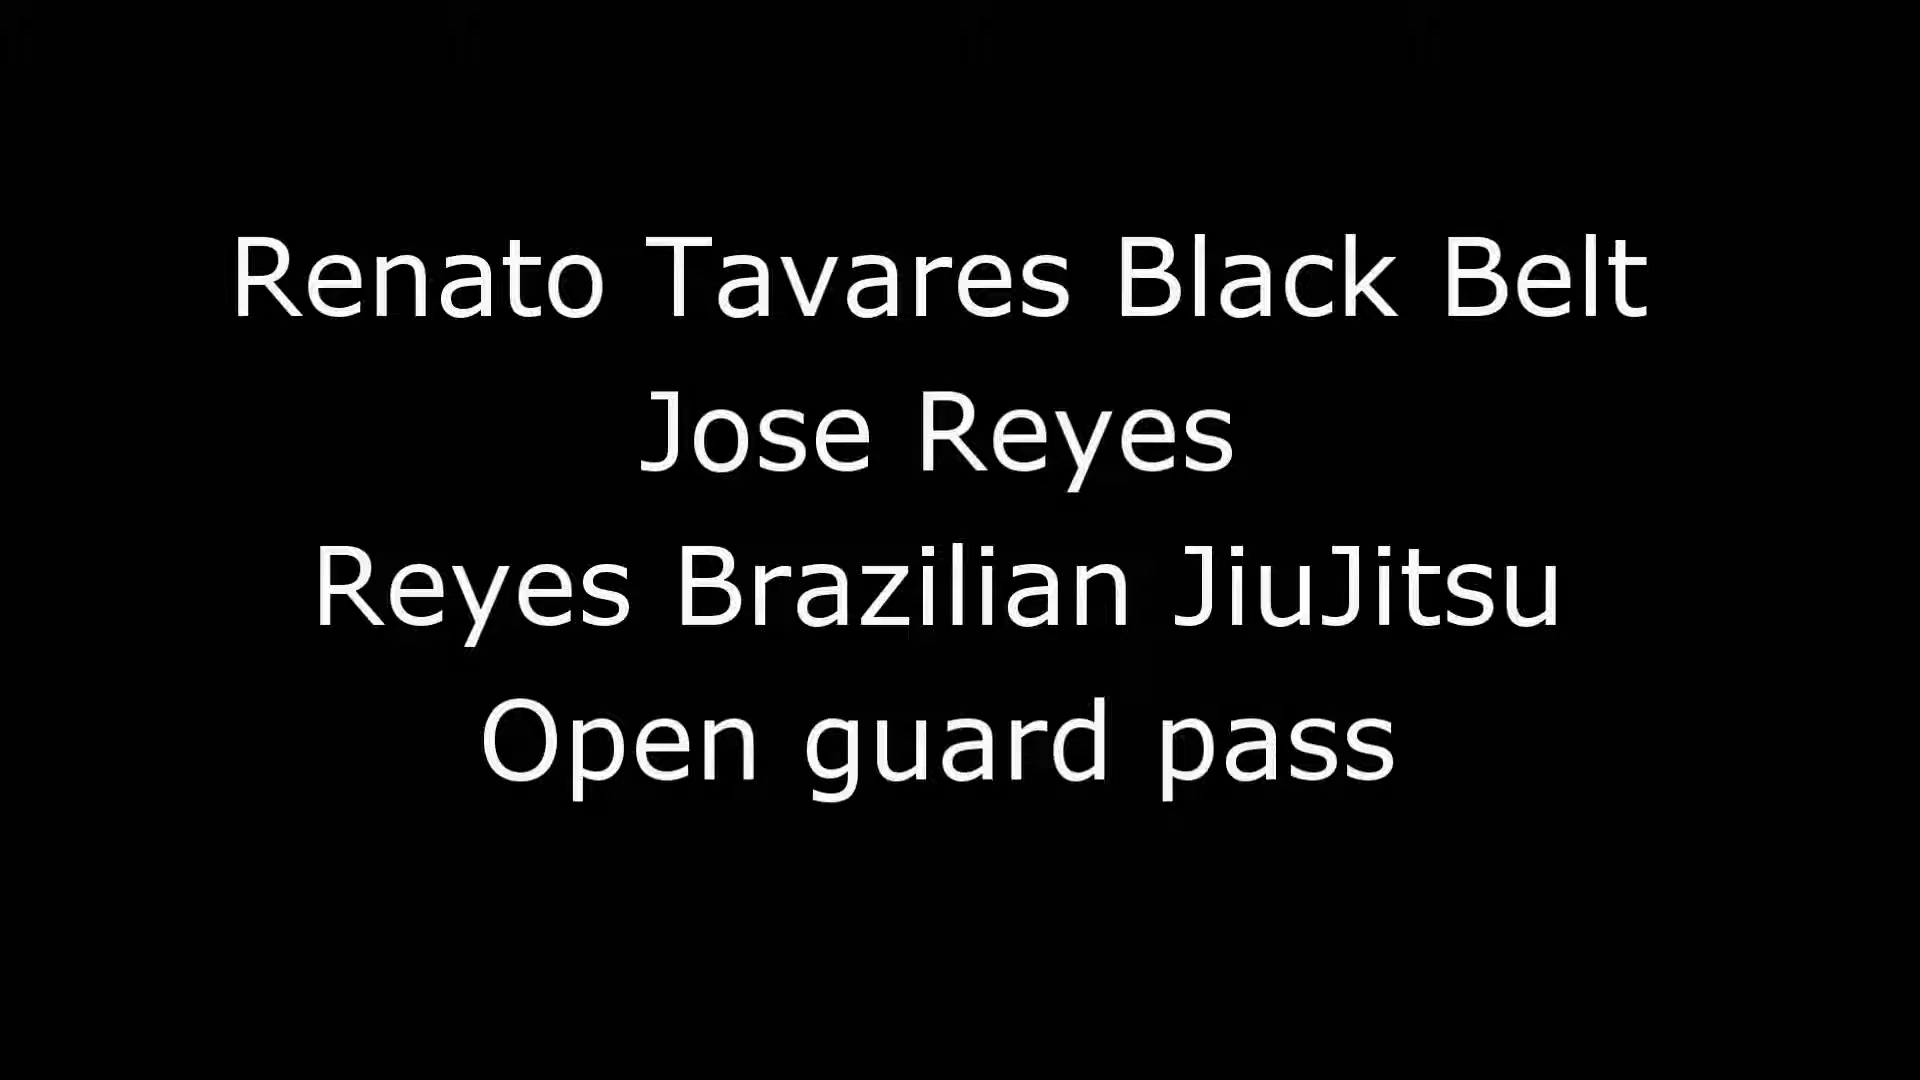 Renato Tavares Black Belt
Jose Reyes
Reyes Brazilian JiuJitsu
Open guard pass